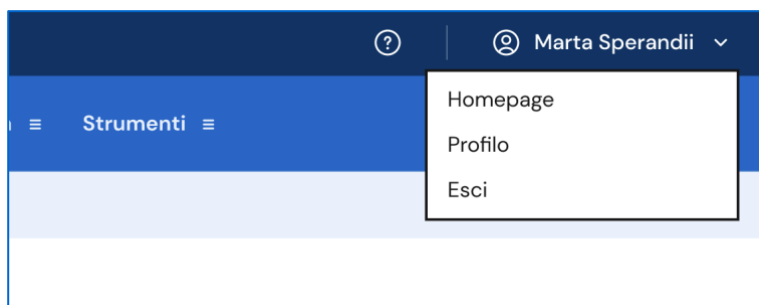 ? Marta Sperandii
Strumenti
Homepage
Profilo
Esci